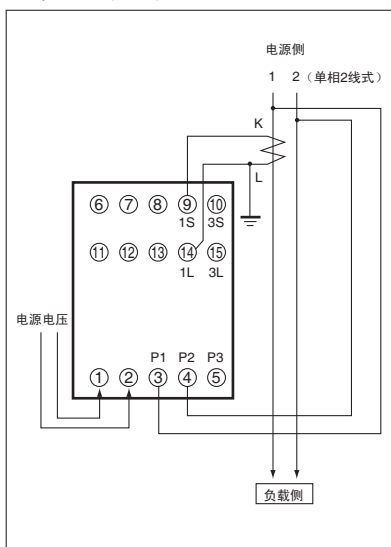 电源侧
1 2（单相2线式）
K
L
⑥ ⑦ ⑧ ⑨ ⑩
1S 3S
⑪ ⑫ ⑬ ⑭ ⑮
1L 3L
电源电压
P1 P2 P3
① ② ③ ④ ⑤
负载侧